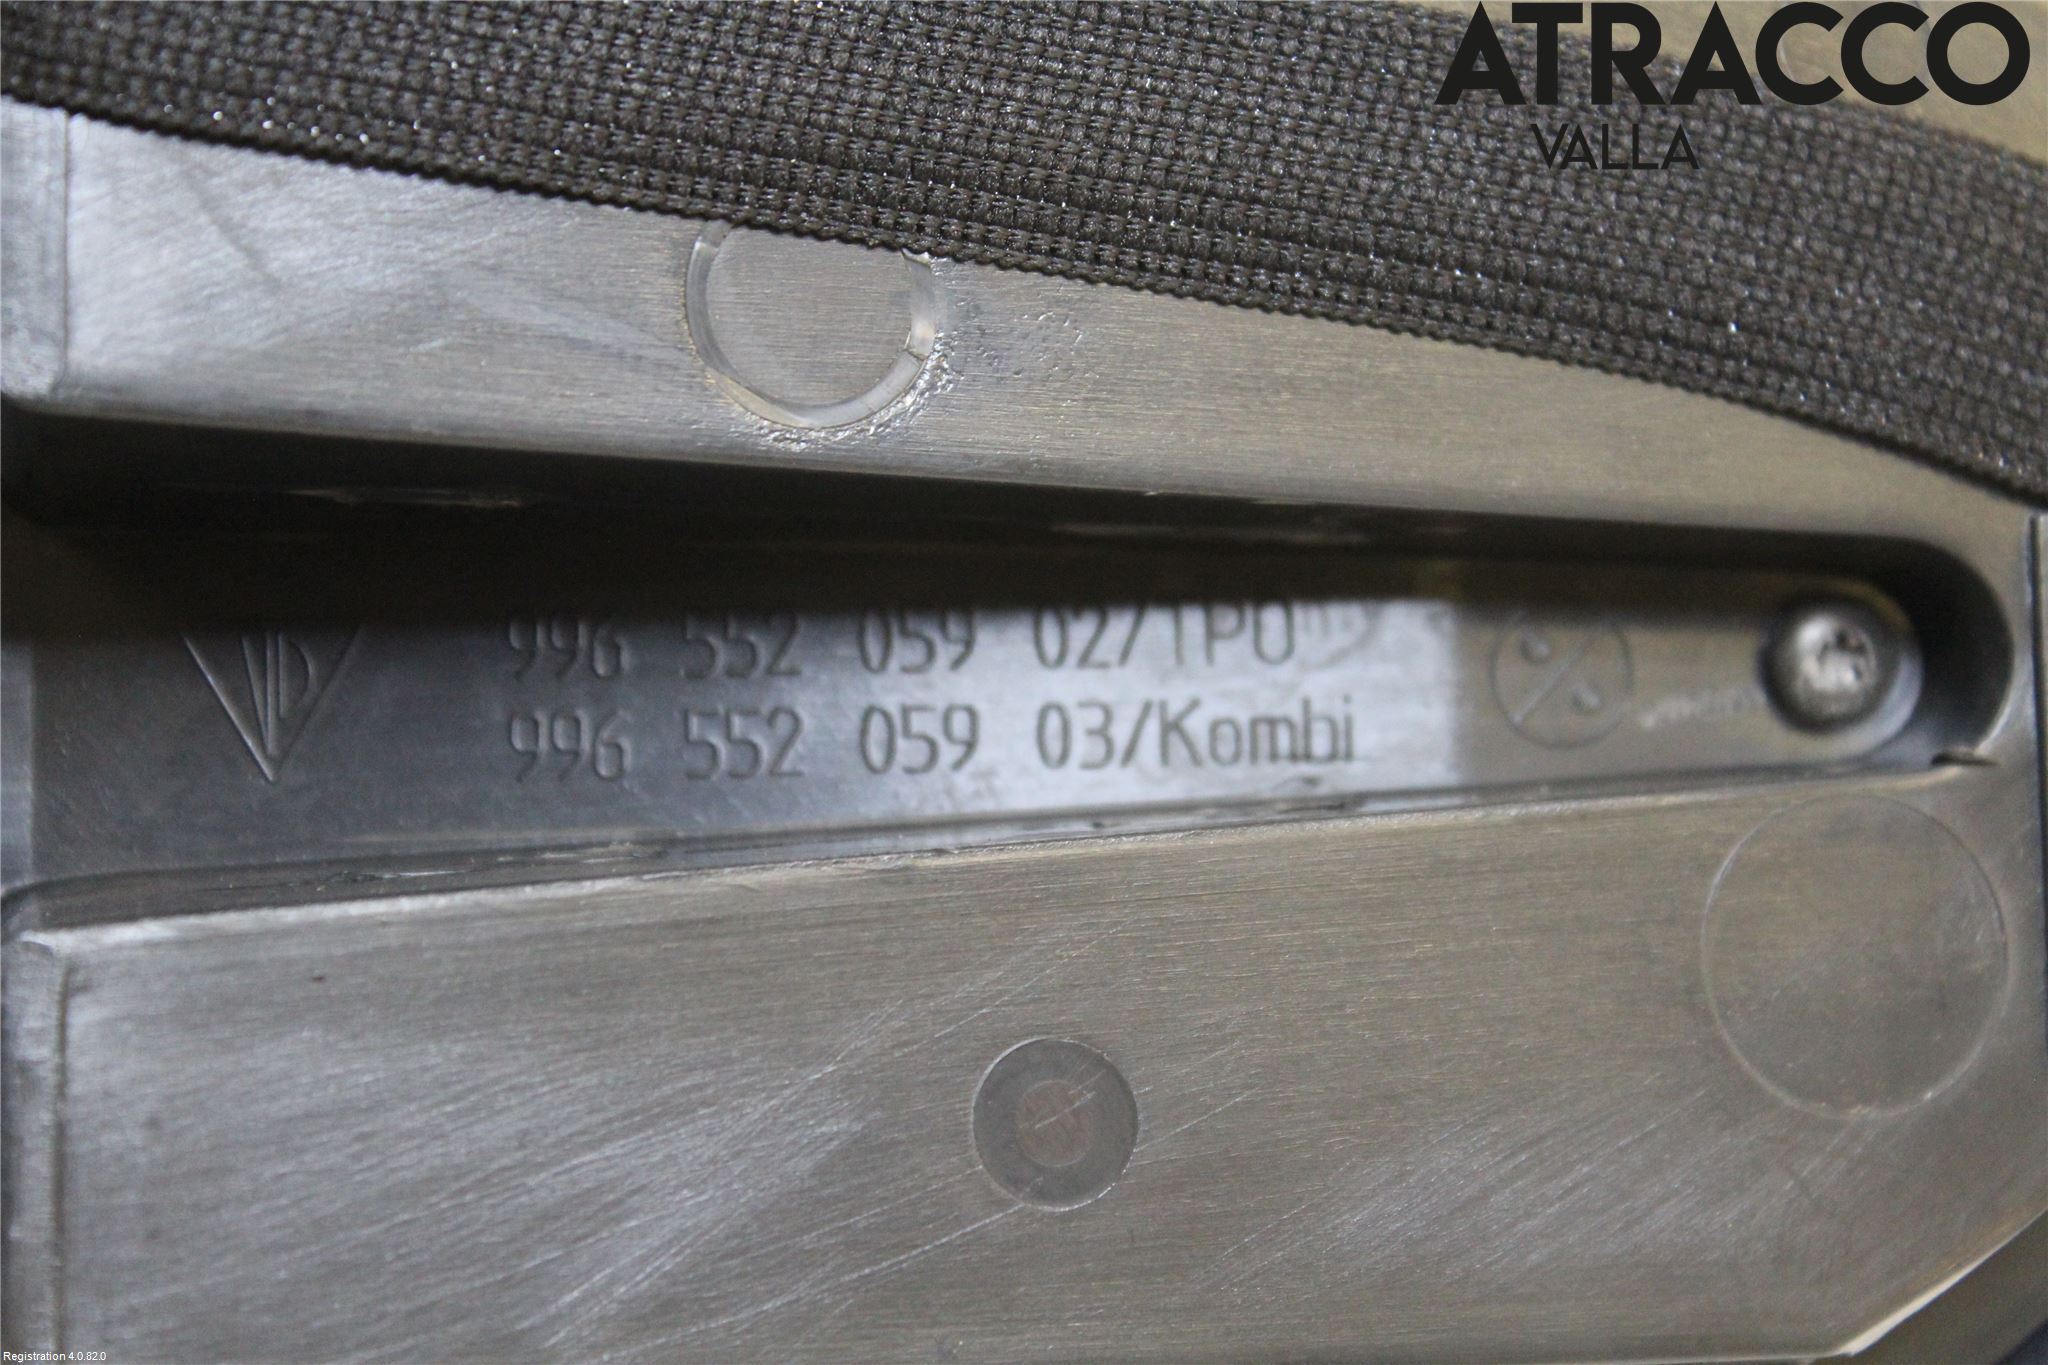 ATRACCO
VALLA
996 552 059 02/TPO
996 552 059 03/Kombi
Registration 4.0.82.0